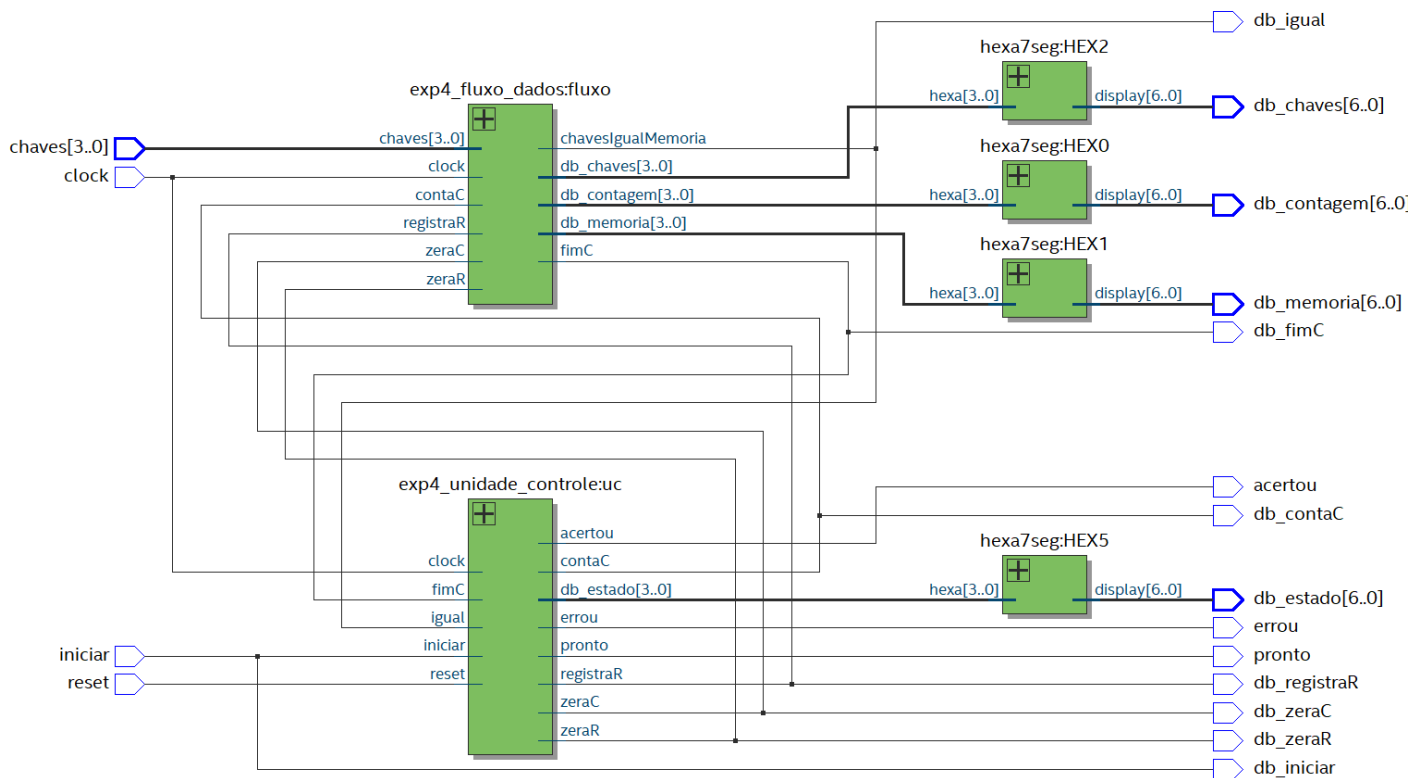 db_igual
hexa7seg:HEX2
exp4_fluxo_dados:fluxo
hexa[3..0]
display[6..0]
db_chaves[6..0]
chaves[3..0]
chaves[3..0]
chavesIgualMemoria
hexa7seg:HEX0
clock
clock
db_chaves[3..0]
contaC
db_contagem[3..0]
hexa[3..0]
display[6..0]
db_contagem[6..0]
registraR
db_memoria[3..0]
hexa7seg:HEX1
zeraC
fimC
zeraR
hexa[3..0]
display[6..0]
db_memoria[6..0]
db_fimC
exp4_unidade_controle:uc
acertou
db_contaC
acertou
hexa7seg:HEX5
clock
contaC
fimC
db_estado[3..0]
hexa[3..0]
display[6..0]
db_estado[6..0]
igual
errou
errou
iniciar
iniciar
pronto
pronto
reset
reset
registraR
db_registraR
zeraC
db_zeraC
zeraR
db_zeraR
db_iniciar